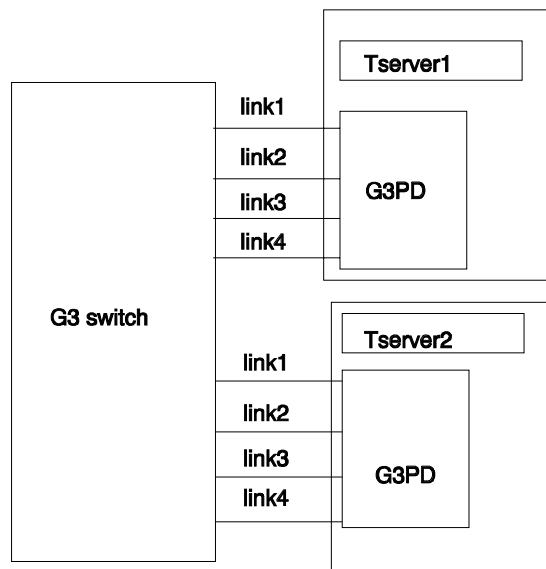 Tserver1
link1
link2
G3PD
link3
link4
G3 switch
Tserver2
link1
link2
link3
G3PD
link4